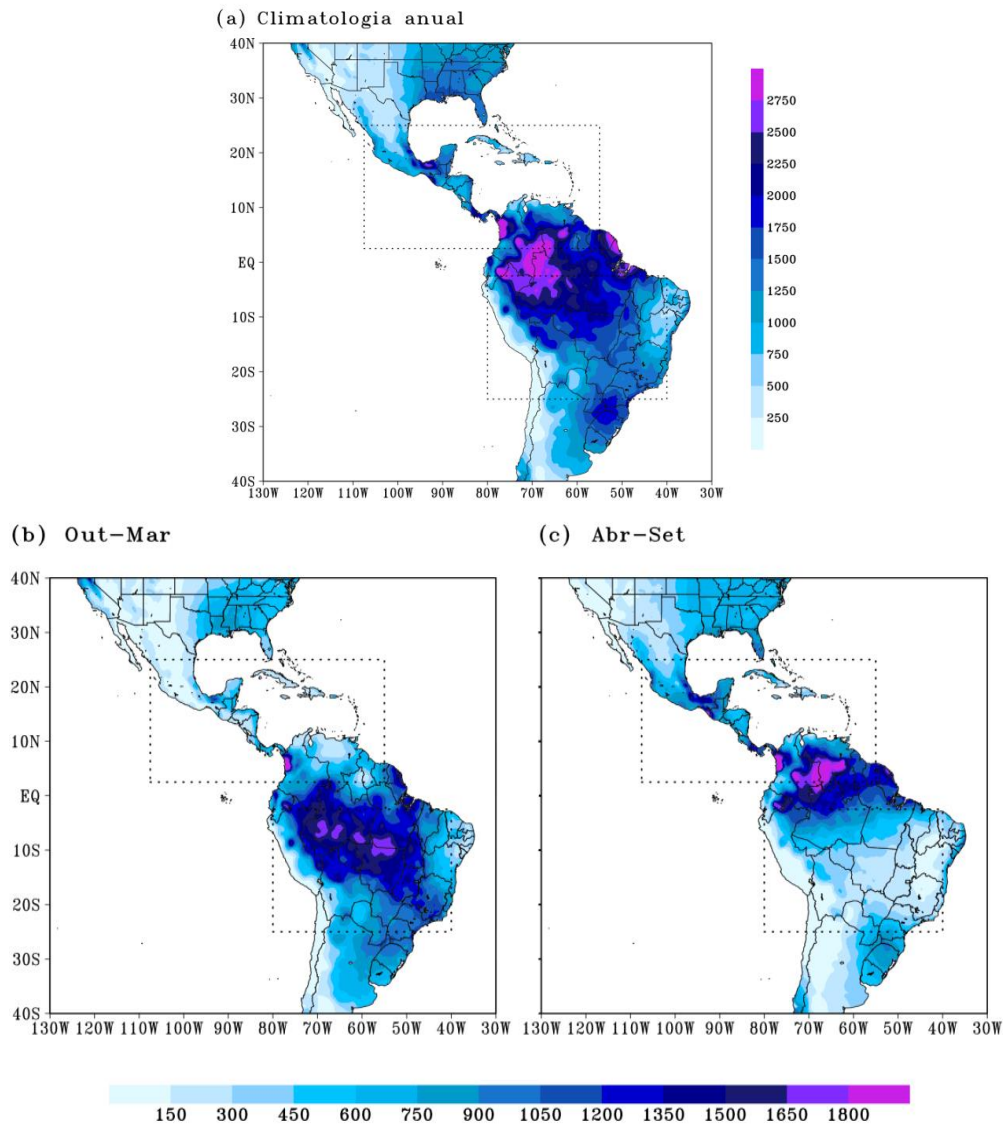 (a) Climatologia anual
40N
30N
20N
10N
EQ
10S
20S
30S
40S
130W 120W 110W 100W 90W 80W 70W 60W 50W 40W 30W
2750
2500
2250
2000
1750
1500
1250
1000
750
500
250
(b) Out-Mar
40N
30N
20N
10N
EQ
10S
20S
30S
40S
130W 120W 110W 100W 90W 80W 70W 60W 50W 40W 30W
(c) Abr-Set
130W 120W 110W 100W 90W 80W 70W 60W 50W 40W 30W
150 300 450 600 750 900 1050 1200 1350 1500 1650 1800